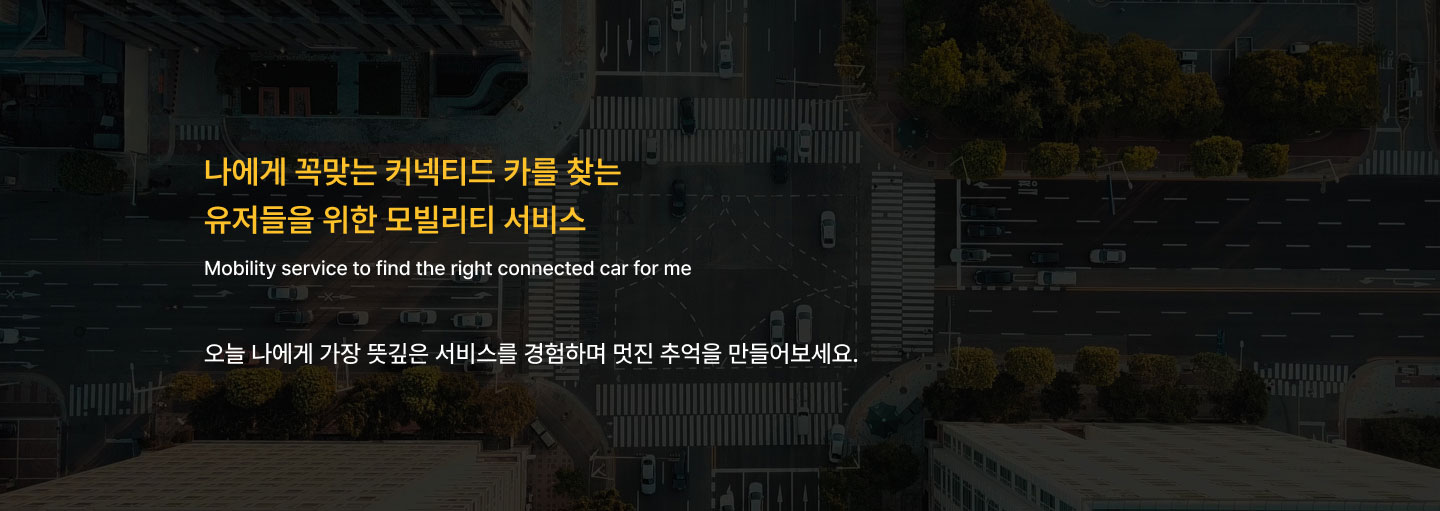 나에게 꼭맞는 커넥티드 카를 찾는
유저들을 위한 모빌리티 서비스
Mobility service to find the right connected car for me
오늘 나에게 가장 뜻깊은 서비스를 경험하며 멋진 추억을 만들어보세요.